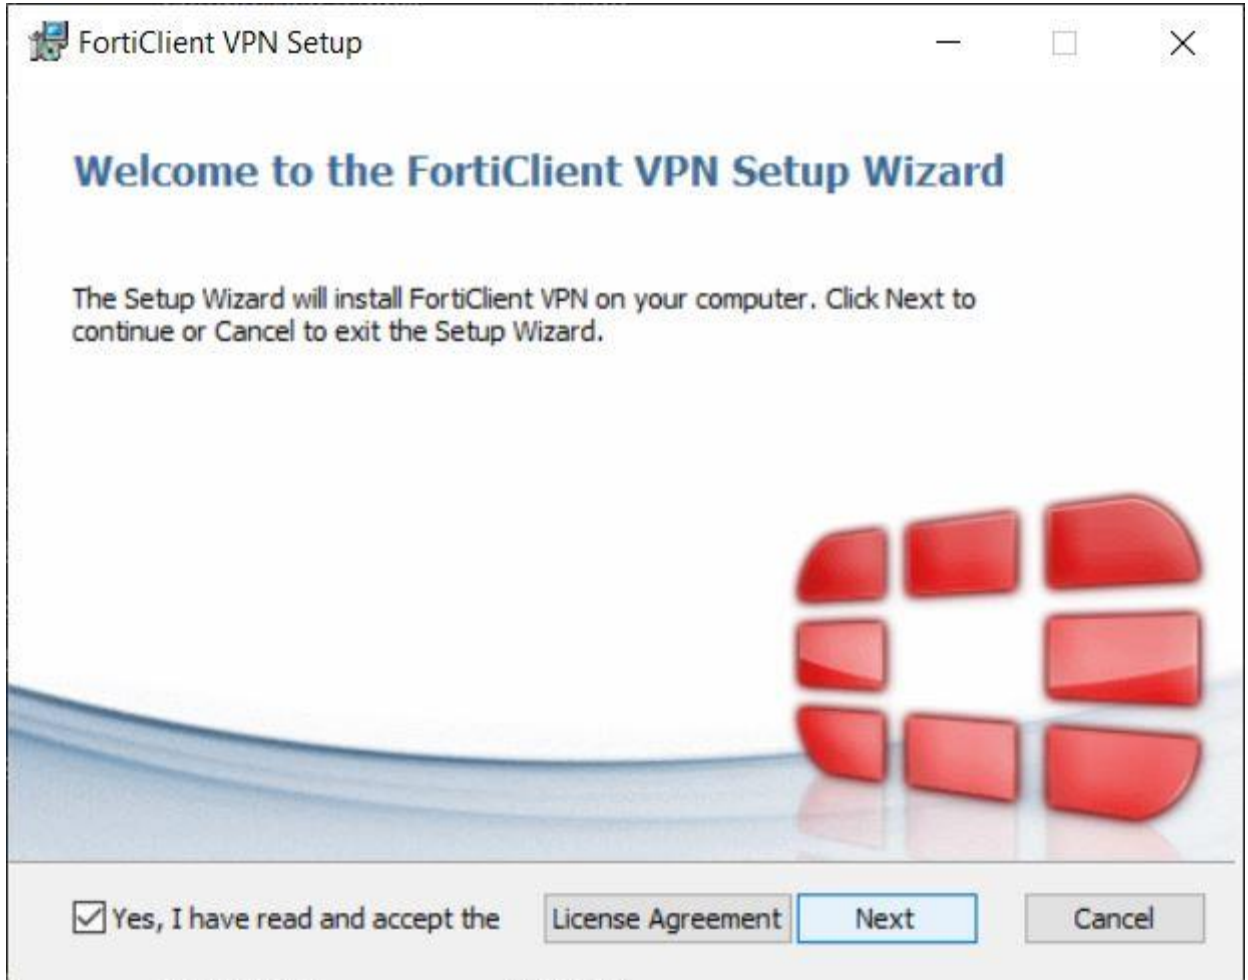 FortiClient VPN Setup
Welcome to the FortiClient VPN Setup Wizard
The Setup Wizard will install FortiClient VPN on your computer. Click Next to
continue or Cancel to exit the Setup Wizard.
Yes, I have read and accept the License Agreement Next Cancel